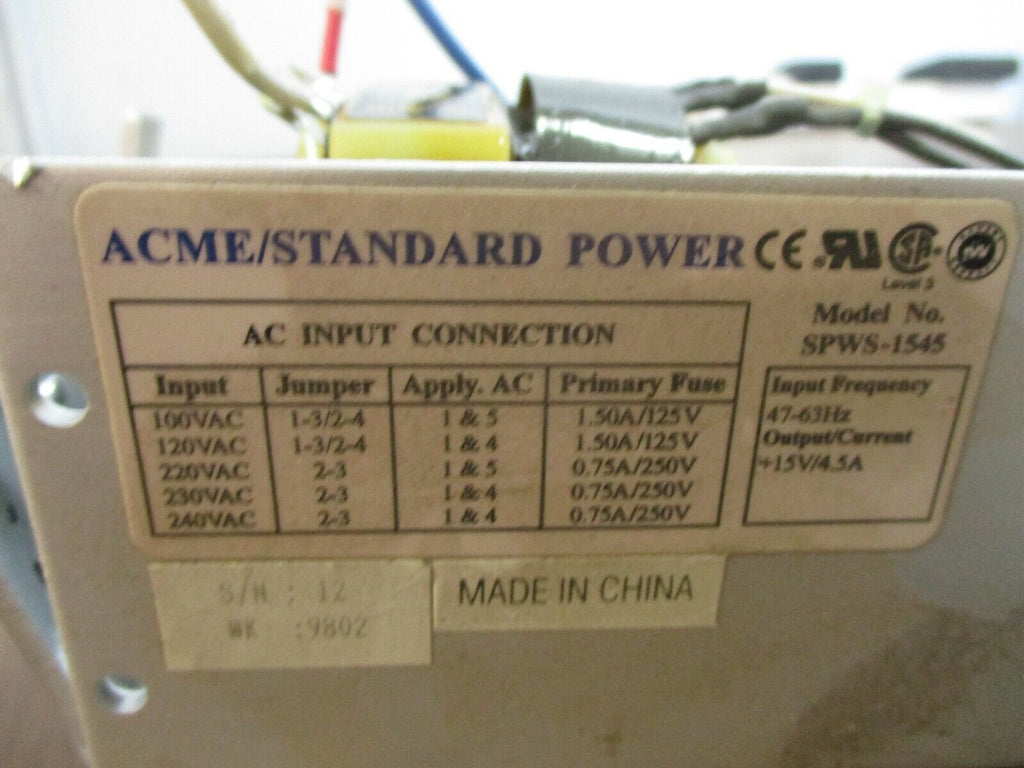 ACME/STANDARD POWER CE
Level 3
Model No.
SPWS-1545
AC INPUT CONNECTION
Input Jumper Apply. AC Primary Fuse
100VAC 1-3/2-4 1 & 5 1.50A/125V
120VAC 1-3/2-4 1 & 4 1.50A/125V
220VAC 2-3 1 & 5 0.75A/250V
230VAC 2-3 1 & 4 0.75A/250V
240VAC 2-3 1 & 4 0.75A/250V
Input Frequency
47-63Hz
Output/Current
+15V/4.5A
S/N : 12
WK :9802
MADE IN CHINA